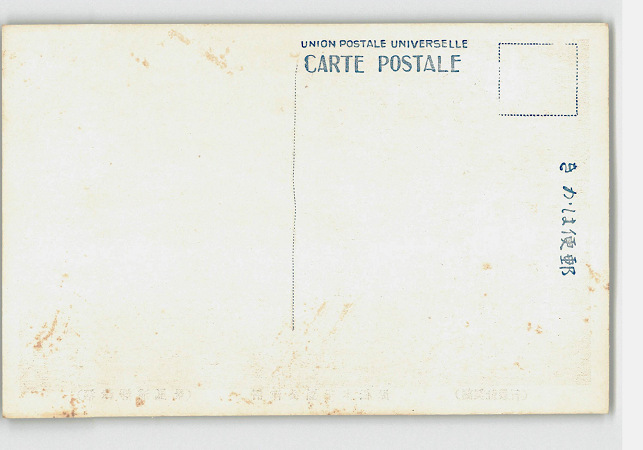 UNION POSTALE UNIVERSELLE
CARTE POSTALE
郵便はかき